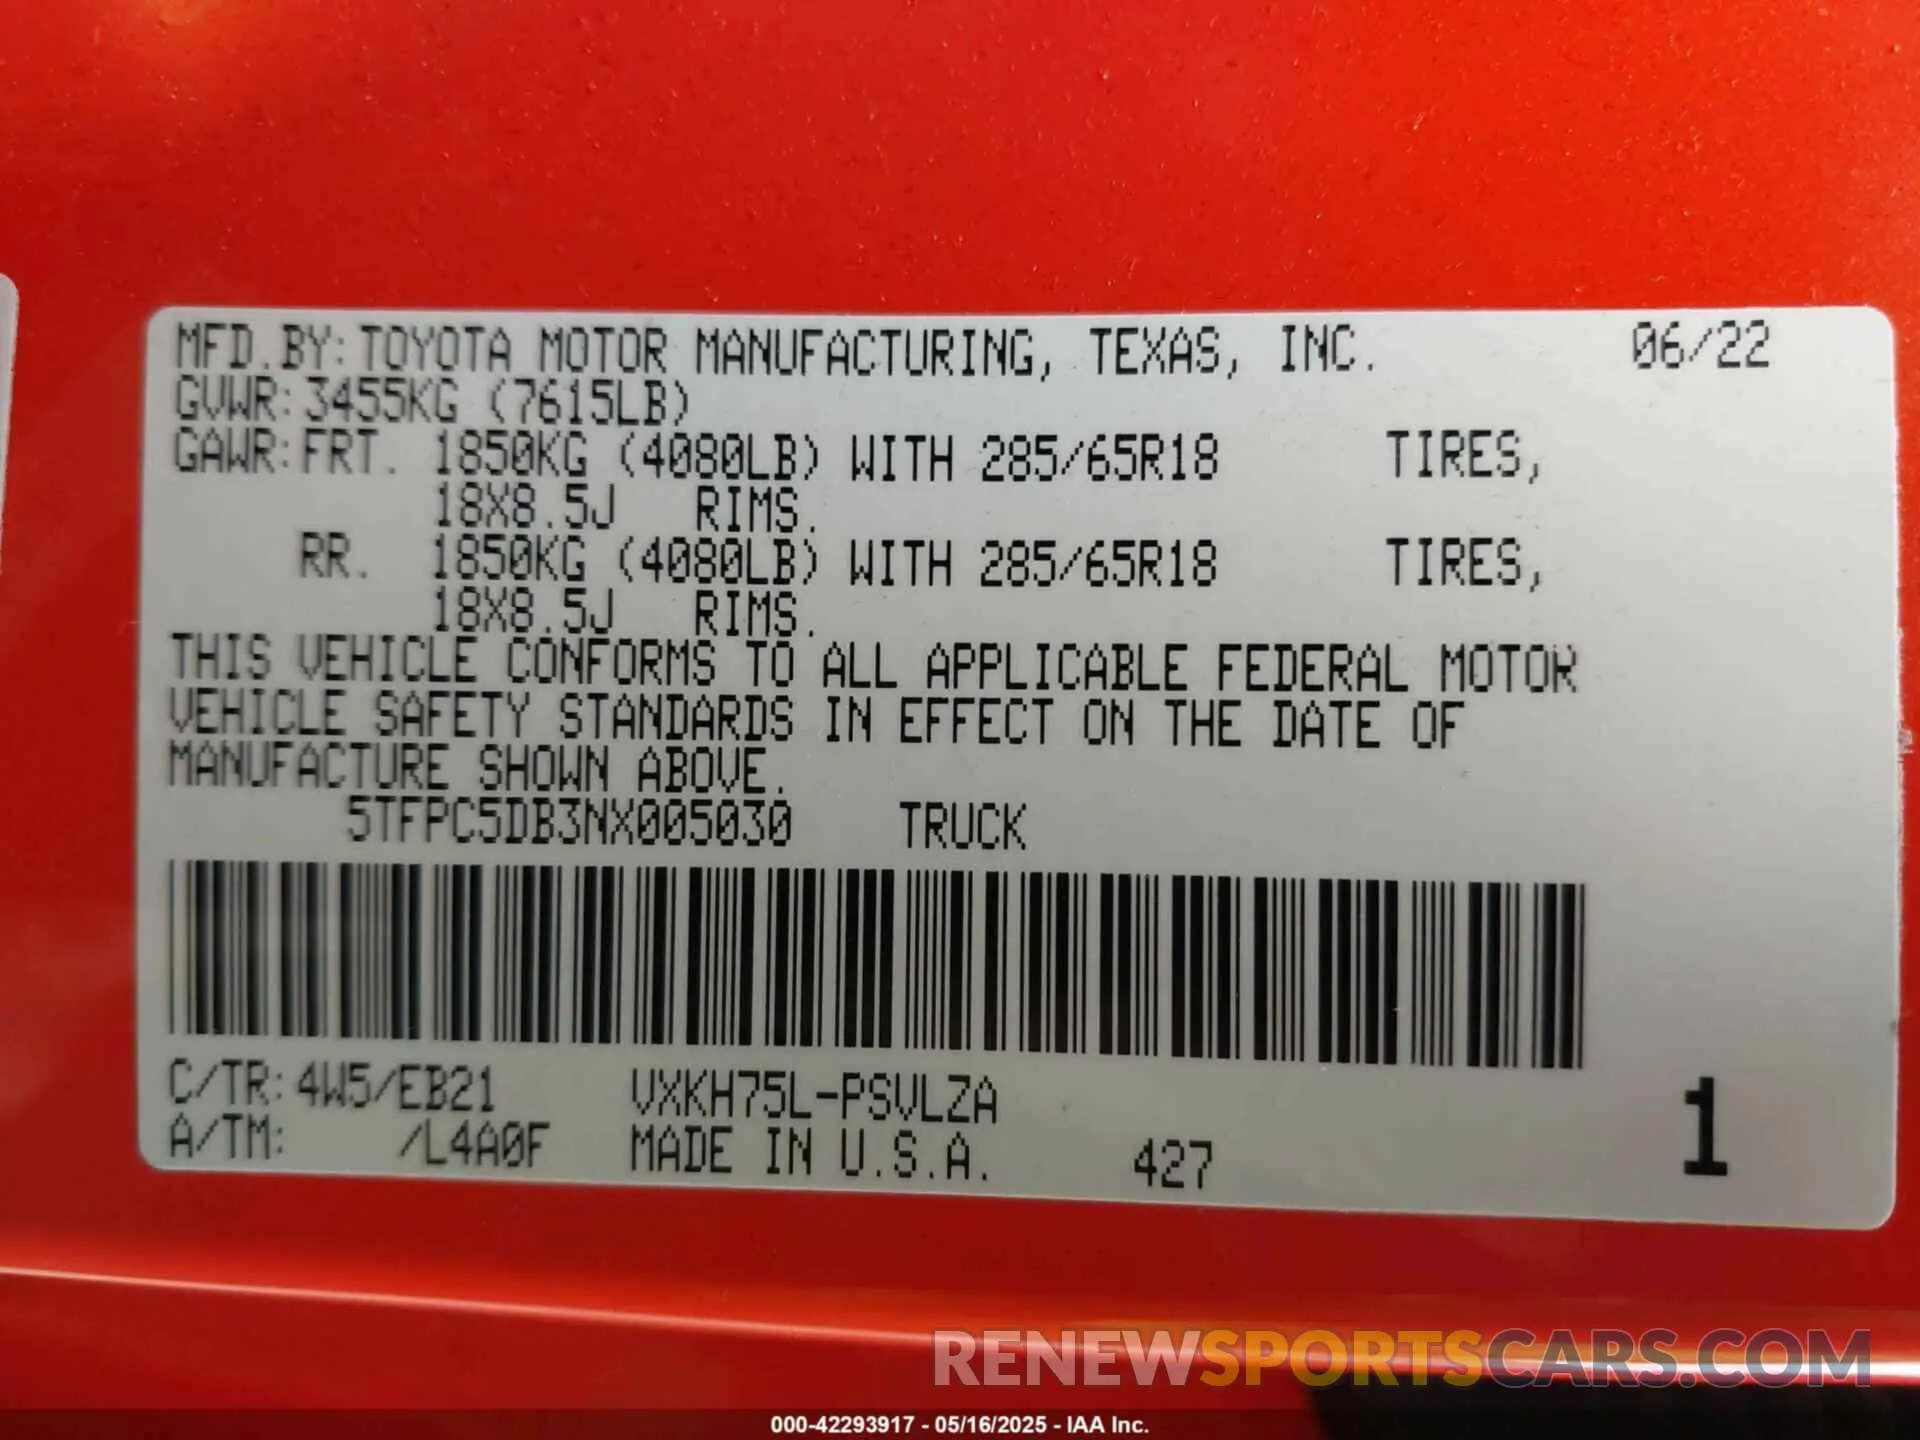 MFD.BY: TOYOTA MOTOR MANUFACTURING, TEXAS, INC. 06/22
GVWR: 3455KG (7615LB)
GAWR: FRT. 1850KG (4080LB) WITH 285/65R18 TIRES,
18X8.5J RIMS.
RR. 1850KG (4080LB) WITH 285/65R18 TIRES,
18X8.5J RIMS.
THIS VEHICLE CONFORMS TO ALL APPLICABLE FEDERAL MOTOR
VEHICLE SAFETY STANDARDS IN EFFECT ON THE DATE OF
MANUFACTURE SHOWN ABOVE.
5TFPC5DB3NX005030 TRUCK
C/TR: 4W5/EB21 VXKH75L-PSVLZA
A/TM: /L4A0F MADE IN U.S.A. 427 1
RENEWSPORTSCARS.COM
000-42293917 - 05/16/2025 - IAA Inc.